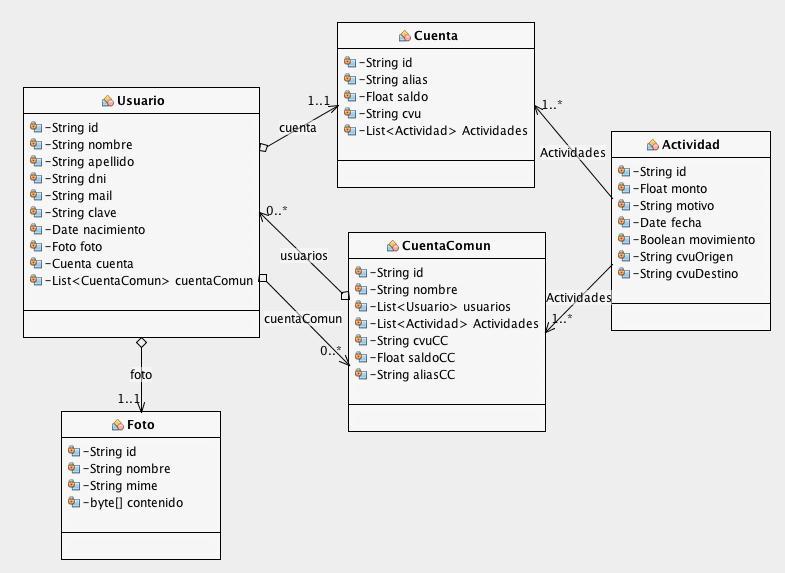 Cuenta
-String id
-String alias
-Float saldo
-String cvu
-List<Actividad> Actividades
Usuario
-String id
-String nombre
-String apellido
-String dni
-String mail
-String clave
-Date nacimiento
-Foto foto
-Cuenta cuenta
-List<CuentaComun> cuentaComun
1..1
cuenta
1..*
Actividades
Actividad
-String id
-Float monto
-String motivo
-Date fecha
-Boolean movimiento
-String cvuOrigen
-String cvuDestino
0..*
usuarios
cuentaComun
0..*
CuentaComun
-String id
-String nombre
-List<Usuario> usuarios
-List<Actividad> Actividades
-String cvuCC
-Float saldoCC
-String aliasCC
Actividades
1..*
foto
1..1
Foto
-String id
-String nombre
-String mime
-byte[] contenido